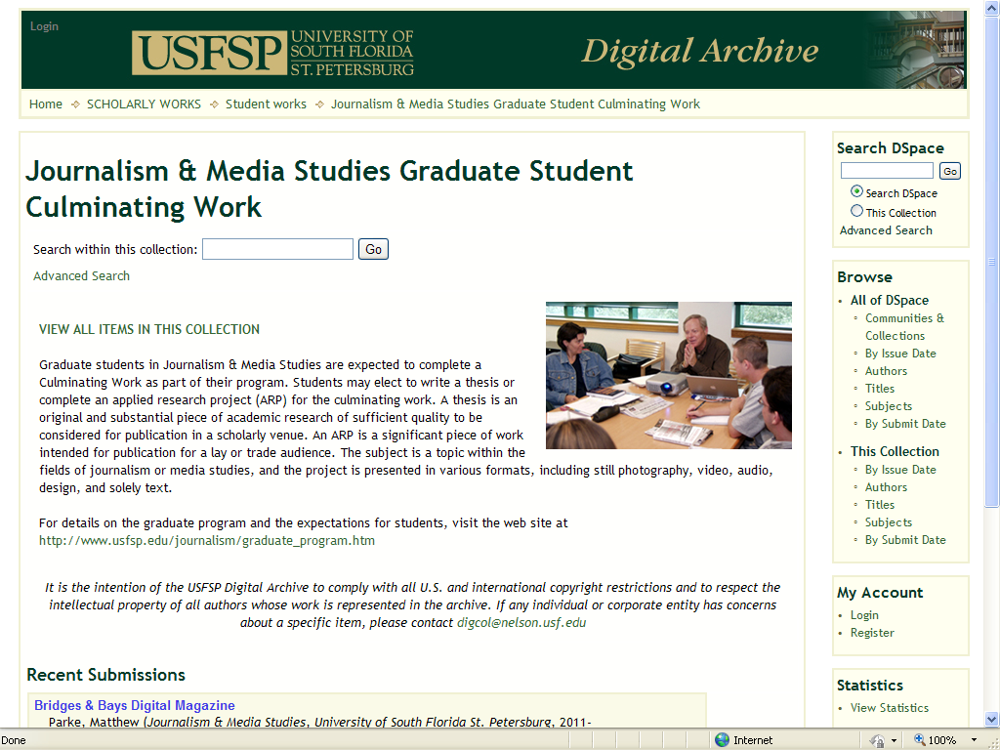 Login
USFSP
UNIVERSITY OF
SOUTH FLORIDA
ST. PETERSBURG
Digital Archive
Home SCHOLARLY WORKS Student works Journalism & Media Studies Graduate Student Culminating Work
Journalism & Media Studies Graduate Student
Culminating Work
Search within this collection: Go
Advanced Search
VIEW ALL ITEMS IN THIS COLLECTION
Graduate students in Journalism & Media Studies are expected to complete a
Culminating Work as part of their program. Students may elect to write a thesis or
complete an applied research project (ARP) for the culminating work. A thesis is an
original and substantial piece of academic research of sufficient quality to be
considered for publication in a scholarly venue. An ARP is a significant piece of work
intended for publication for a lay or trade audience. The subject is a topic within the
fields of journalism or media studies, and the project is presented in various formats, including still photography, video, audio,
design, and solely text.
For details on the graduate program and the expectations for students, visit the web site at
http://www.usfsp.edu/journalism/graduate_program.htm
It is the intention of the USFSP Digital Archive to comply with all U.S. and international copyright restrictions and to respect the
intellectual property of all authors whose work is represented in the archive. If any individual or corporate entity has concerns
about a specific item, please contact digcol@nelson.usf.edu
Recent Submissions
Bridges & Bays Digital Magazine
Parke, Matthew (Journalism & Media Studies, University of South Florida St. Petersburg, 2011-
Search DSpace
Go
Search DSpace
This Collection
Advanced Search
Browse
All of DSpace
Communities &
Collections
By Issue Date
Authors
Titles
Subjects
By Submit Date
This Collection
By Issue Date
Authors
Titles
Subjects
By Submit Date
My Account
Login
Register
Statistics
View Statistics
Done
Internet
100%